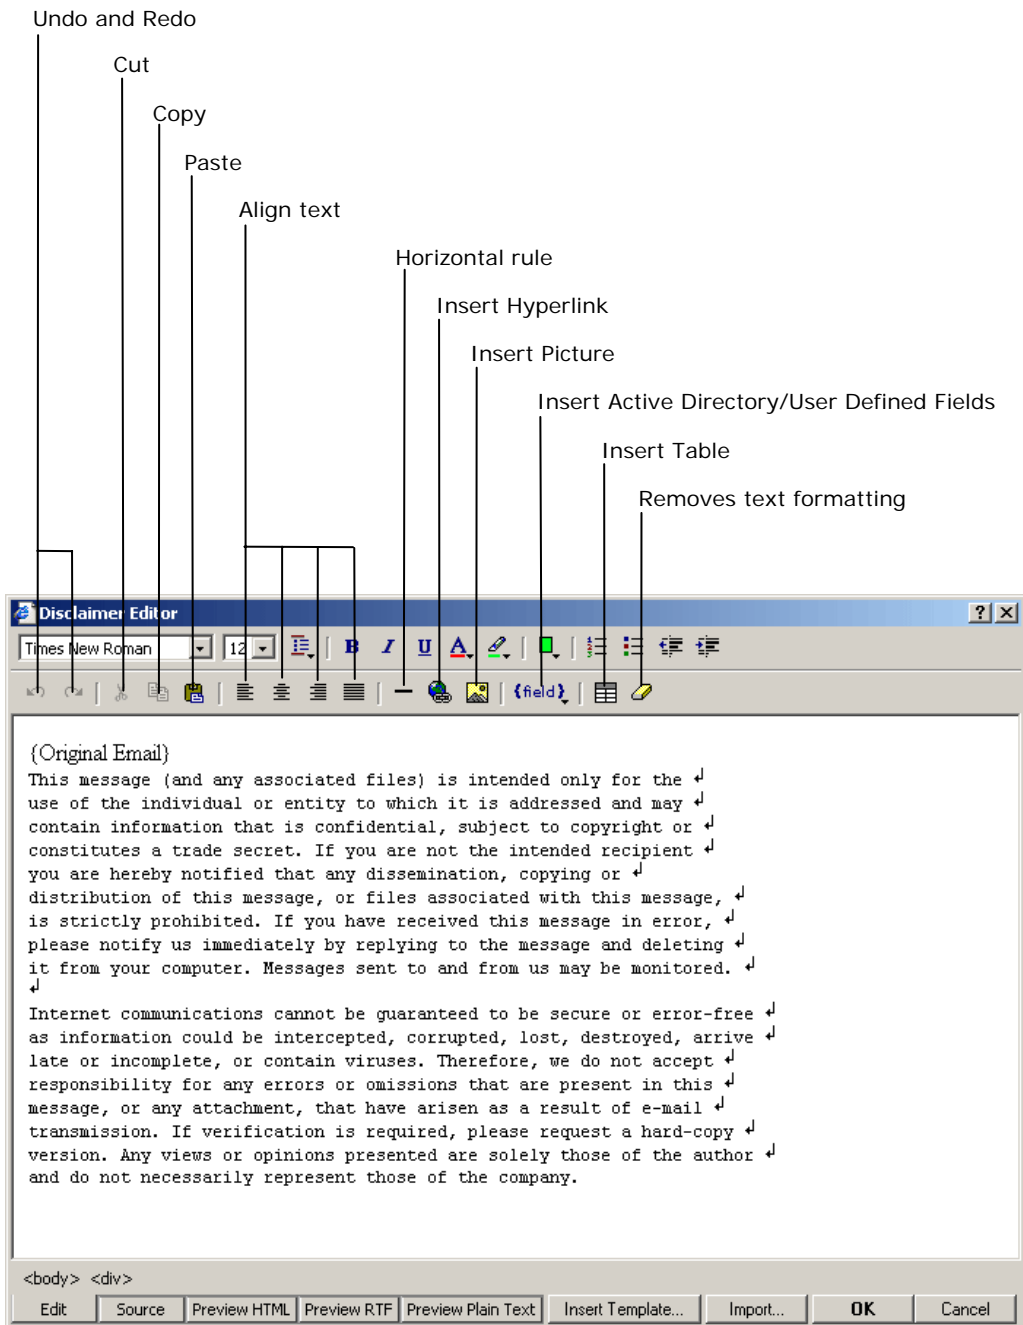 Undo and Redo
Cut
Copy
Paste
Align text
Horizontal rule
Insert Hyperlink
Insert Picture
Insert Active Directory/User Defined Fields
Insert Table
Removes text formatting
Disclaimer Editor
Times New Roman 12 B I U A
{field}
{Original Email}
This message (and any associated files) is intended only for the ↲
use of the individual or entity to which it is addressed and may ↲
contain information that is confidential, subject to copyright or ↲
constitutes a trade secret. If you are not the intended recipient ↲
you are hereby notified that any dissemination, copying or ↲
distribution of this message, or files associated with this message, ↲
is strictly prohibited. If you have received this message in error, ↲
please notify us immediately by replying to the message and deleting ↲
it from your computer. Messages sent to and from us may be monitored. ↲
↲
Internet communications cannot be guaranteed to be secure or error-free ↲
as information could be intercepted, corrupted, lost, destroyed, arrive ↲
late or incomplete, or contain viruses. Therefore, we do not accept ↲
responsibility for any errors or omissions that are present in this ↲
message, or any attachment, that have arisen as a result of e-mail ↲
transmission. If verification is required, please request a hard-copy ↲
version. Any views or opinions presented are solely those of the author ↲
and do not necessarily represent those of the company.
<body> <div>
Edit Source Preview HTML Preview RTF Preview Plain Text Insert Template... Import... OK Cancel